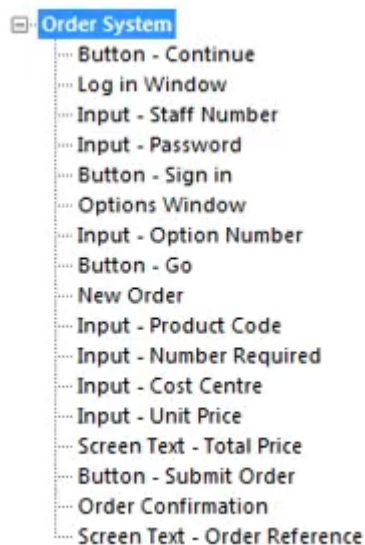 Order System
Button - Continue
Log in Window
Input - Staff Number
Input - Password
Button - Sign in
Options Window
Input - Option Number
Button - Go
New Order
Input - Product Code
Input - Number Required
Input - Cost Centre
Input - Unit Price
Screen Text - Total Price
Button - Submit Order
Order Confirmation
Screen Text - Order Reference